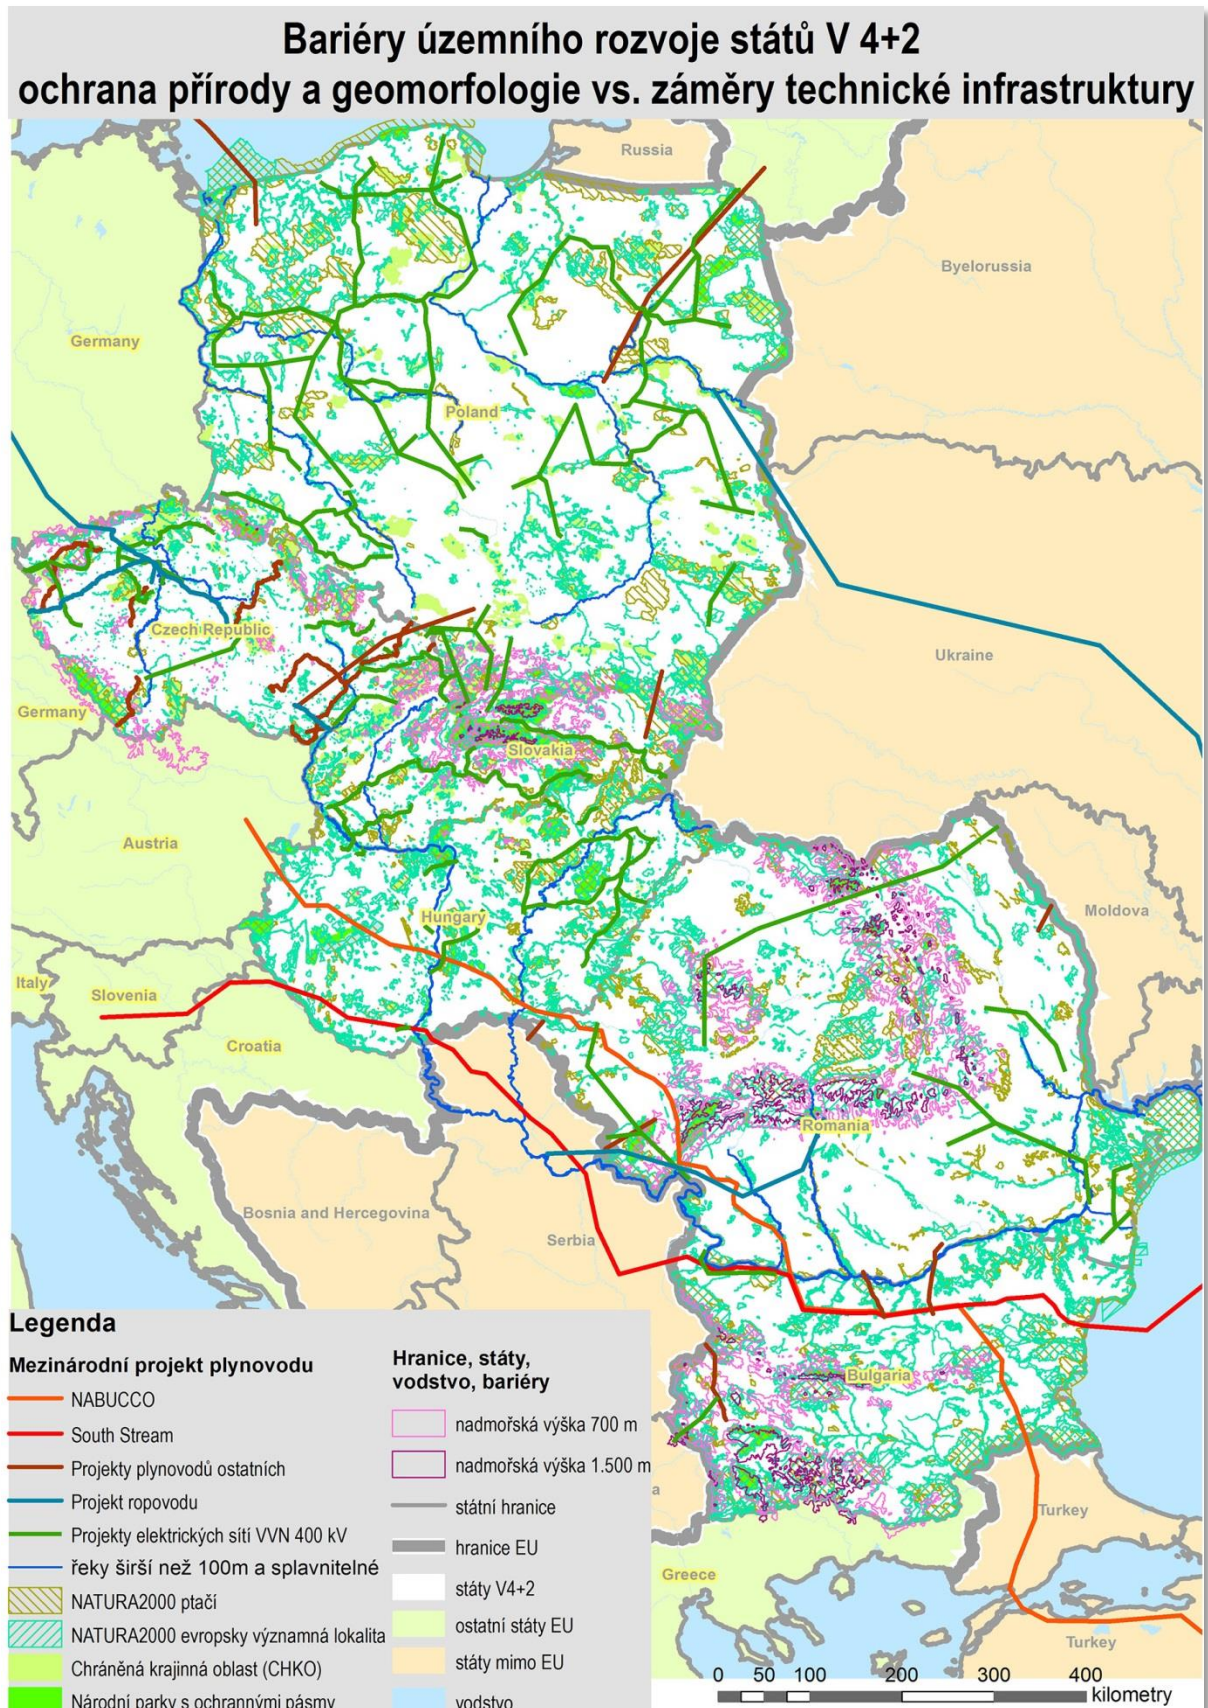 Bariéry územního rozvoje států V 4+2
ochrana přírody a geomorfologie vs. záměry technické infrastruktury
Russia
Byelorussia
Germany
Poland
Czech Republic
Ukraine
Germany
Slovakia
Austria
Moldova
Hungary
Italy
Slovenia
Croatia
Romania
Bosnia and Hercegovina
Serbia
Bulgaria
a
Turkey
Greece
Turkey
Legenda
Mezinárodní projekt plynovodu
NABUCCO
South Stream
Projekty plynovodů ostatních
Projekt ropovodu
Projekty elektrických sítí VVN 400 kV
řeky širší než 100m a splavnitelné
NATURA2000 ptačí
NATURA2000 evropsky významná lokalita
Chráněná krajinná oblast (CHKO)
Národní parky s ochrannými pásmy
Hranice, státy,
vodstvo, bariéry
nadmořská výška 700 m
nadmořská výška 1.500 m
státní hranice
hranice EU
státy V4+2
ostatní státy EU
státy mimo EU
vodstvo
0 50 100 200 300 400
kilometry